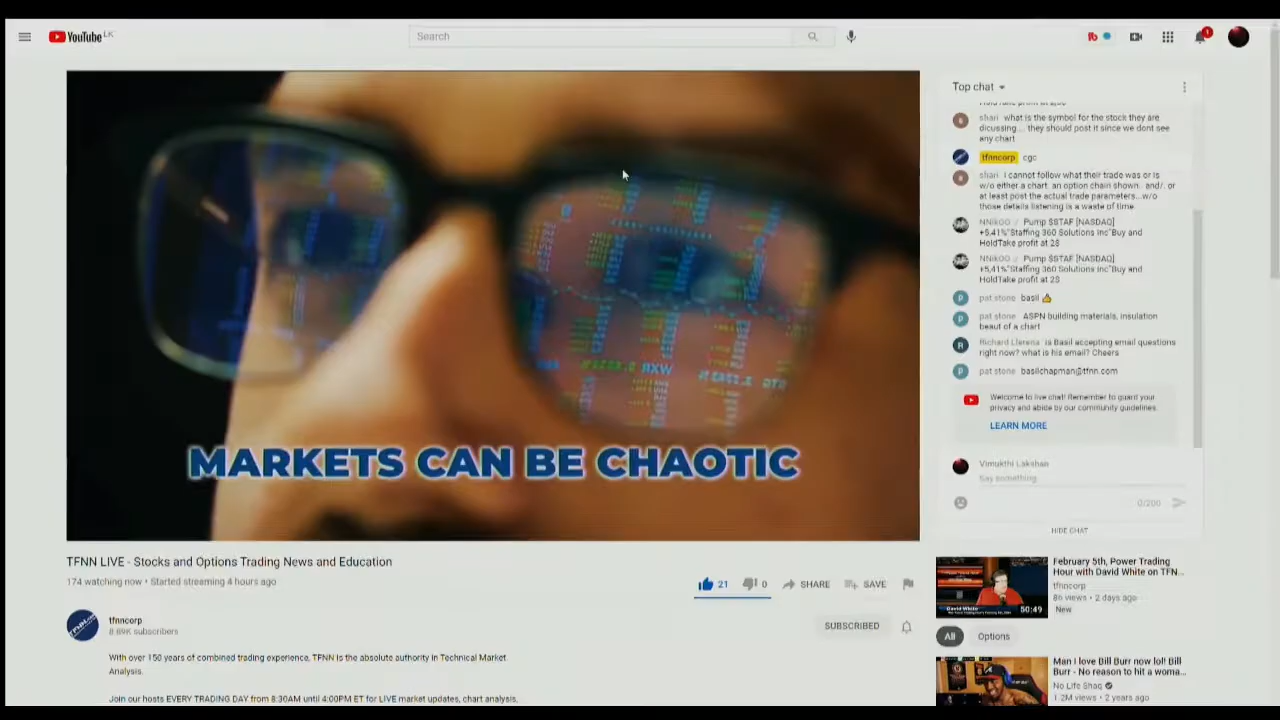 YouTube LK
Search
1
Top chat
shari what is the symbol for the stock they are
dicussing.... they should post it since we dont see
any chart
tfnncorp cgc
shari I cannot follow what their trade was or is
w/o either a chart, an option chain shown. and/. or
at least post the actual trade parameters...w/o
those details listening is a waste of time.
NNikOO Pump $STAF [NASDAQ]
+5,41%"Staffing 360 Solutions Inc"Buy and
HoldTake profit at 2$
NNikOO Pump $STAF [NASDAQ]
+5,41%"Staffing 360 Solutions Inc"Buy and
HoldTake profit at 2$
pat stone basil 👍
pat stone ASPN building materials, insulation
beaut of a chart
Richard Llerena is Basil accepting email questions
right now? what is his email? Cheers
pat stone basilchapman@tfnn.com
Welcome to live chat! Remember to guard your
privacy and abide by our community guidelines.
LEARN MORE
Vimukthi Lakshan
Say something...
0/200
HIDE CHAT
MARKETS CAN BE CHAOTIC
TFNN LIVE - Stocks and Options Trading News and Education
174 watching now • Started streaming 4 hours ago
21 0 SHARE SAVE
tfnncorp
8.89K subscribers
SUBSCRIBED
With over 150 years of combined trading experience, TFNN is the absolute authority in Technical Market
Analysis.
Join our hosts EVERY TRADING DAY from 8:30AM until 4:00PM ET for LIVE market updates, chart analysis,
February 5th, Power Trading
Hour with David White on TFN...
tfnncorp
86 views • 2 days ago
New
David White
50:49
All Options
Man I love Bill Burr now lol! Bill
Burr - No reason to hit a woma...
No Life Shaq
1.2M views • 2 years ago